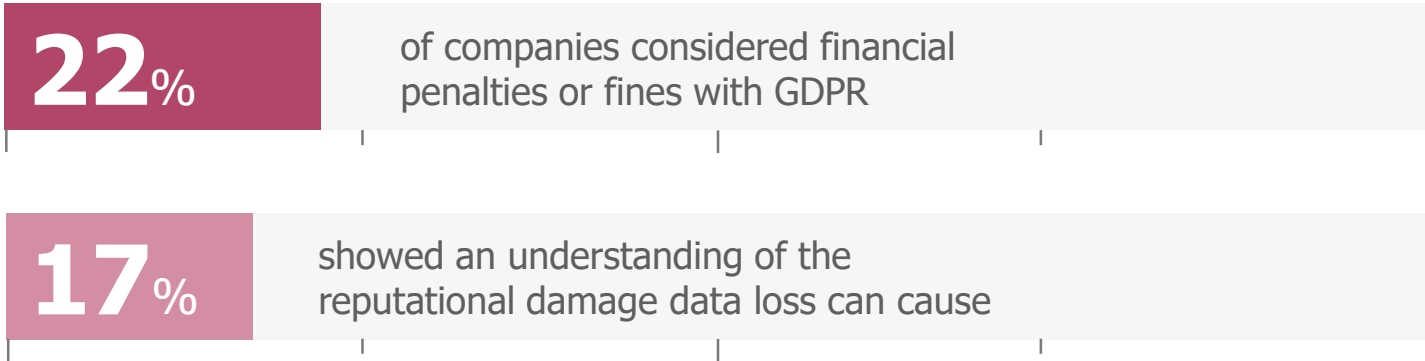 22%
of companies considered financial
penalties or fines with GDPR
17%
showed an understanding of the
reputational damage data loss can cause